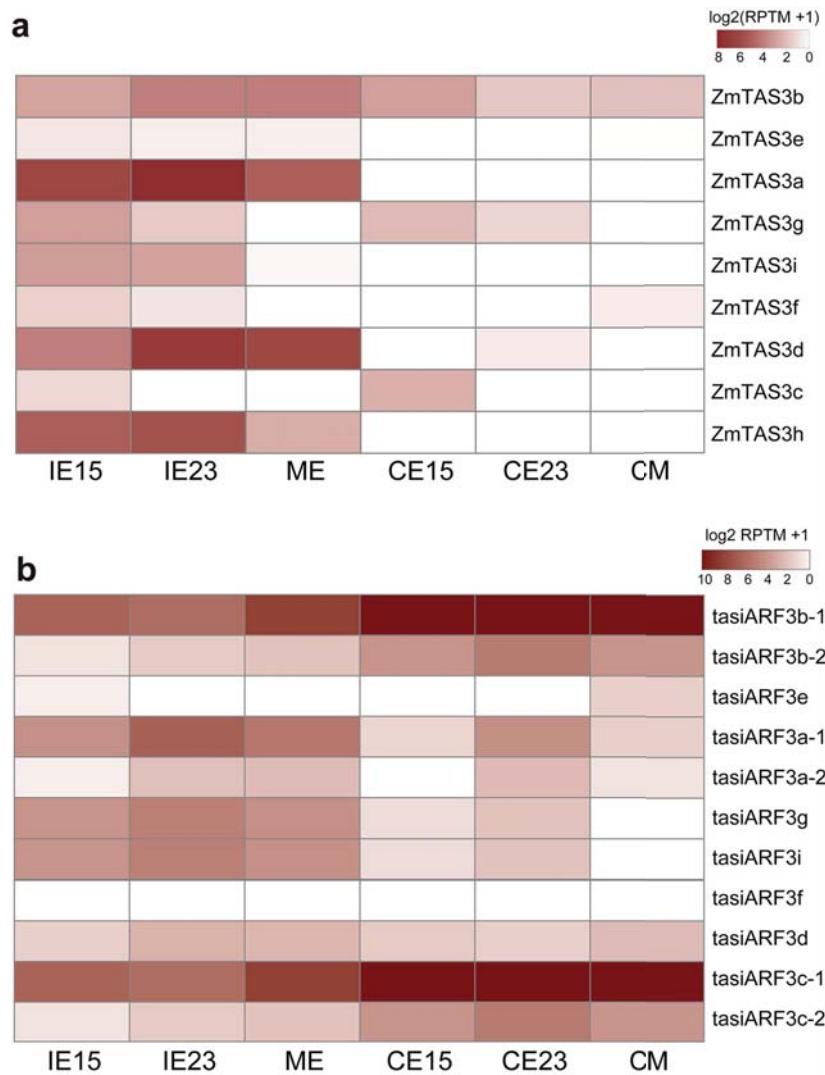 a
log2(RPTM +1)
8 6 4 2 0
ZmTAS3b
ZmTAS3e
ZmTAS3a
ZmTAS3g
ZmTAS3i
ZmTAS3f
ZmTAS3d
ZmTAS3c
ZmTAS3h
IE15 IE23 ME CE15 CE23 CM
b
log2 RPTM +1
10 8 6 4 2 0
tasiARF3b-1
tasiARF3b-2
tasiARF3e
tasiARF3a-1
tasiARF3a-2
tasiARF3g
tasiARF3i
tasiARF3f
tasiARF3d
tasiARF3c-1
tasiARF3c-2
IE15 IE23 ME CE15 CE23 CM